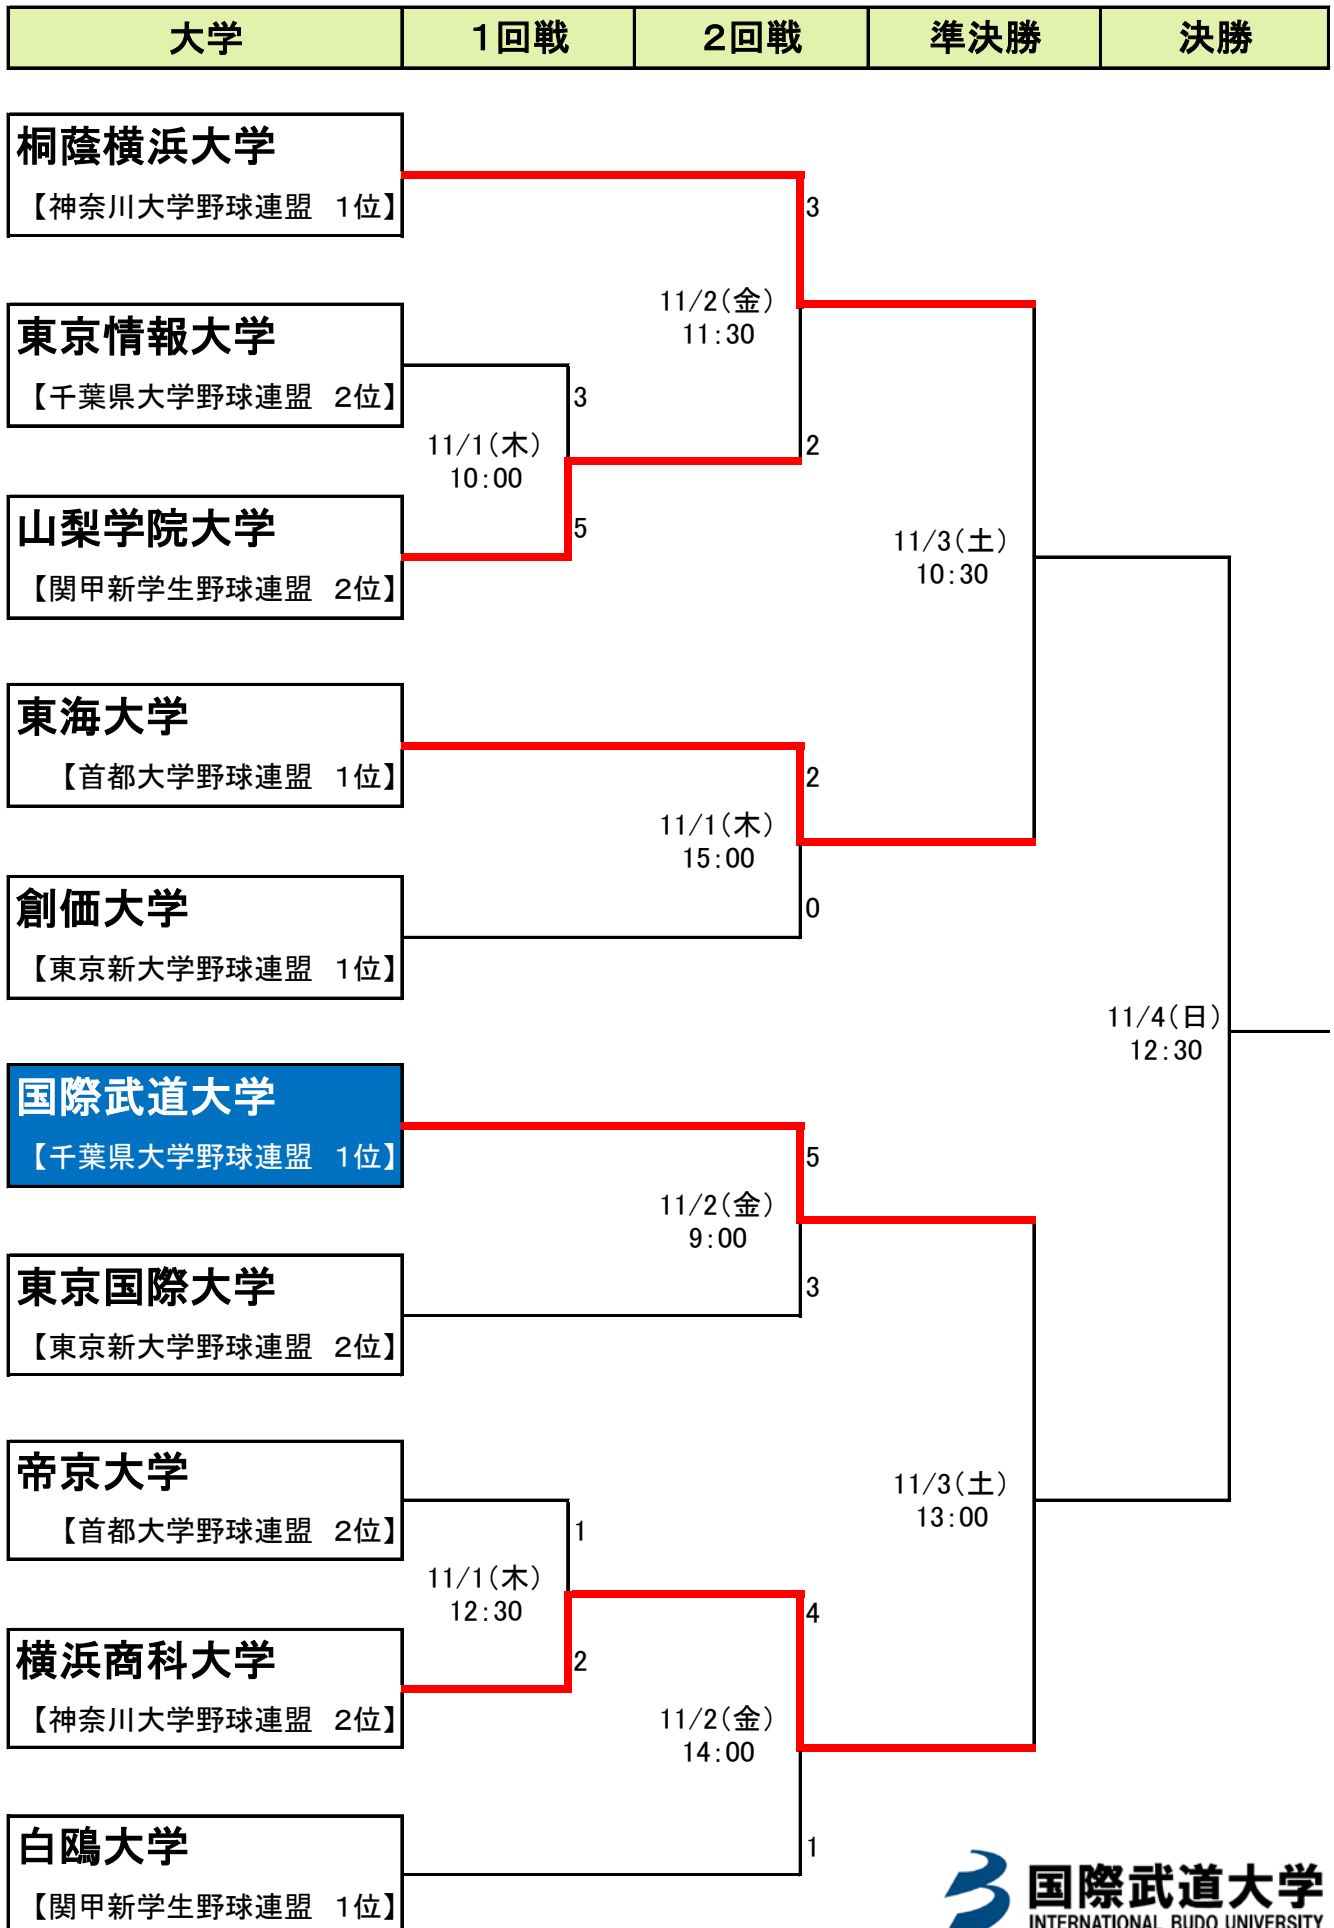 大学 1回戦 2回戦 準決勝 決勝
桐蔭横浜大学
【神奈川大学野球連盟 1位】
3
11/2(金)
11:30
東京情報大学
【千葉県大学野球連盟 2位】
3
11/1(木)
10:00
2
山梨学院大学
【関甲新学生野球連盟 2位】
5
11/3(土)
10:30
東海大学
【首都大学野球連盟 1位】
2
11/1(木)
15:00
創価大学
【東京新大学野球連盟 1位】
0
11/4(日)
12:30
国際武道大学
【千葉県大学野球連盟 1位】
5
11/2(金)
9:00
東京国際大学
【東京新大学野球連盟 2位】
3
帝京大学
【首都大学野球連盟 2位】
1
11/3(土)
13:00
11/1(木)
12:30
4
横浜商科大学
【神奈川大学野球連盟 2位】
2
11/2(金)
14:00
白鴎大学
【関甲新学生野球連盟 1位】
1
国際武道大学
INTERNATIONAL BUDO UNIVERSITY